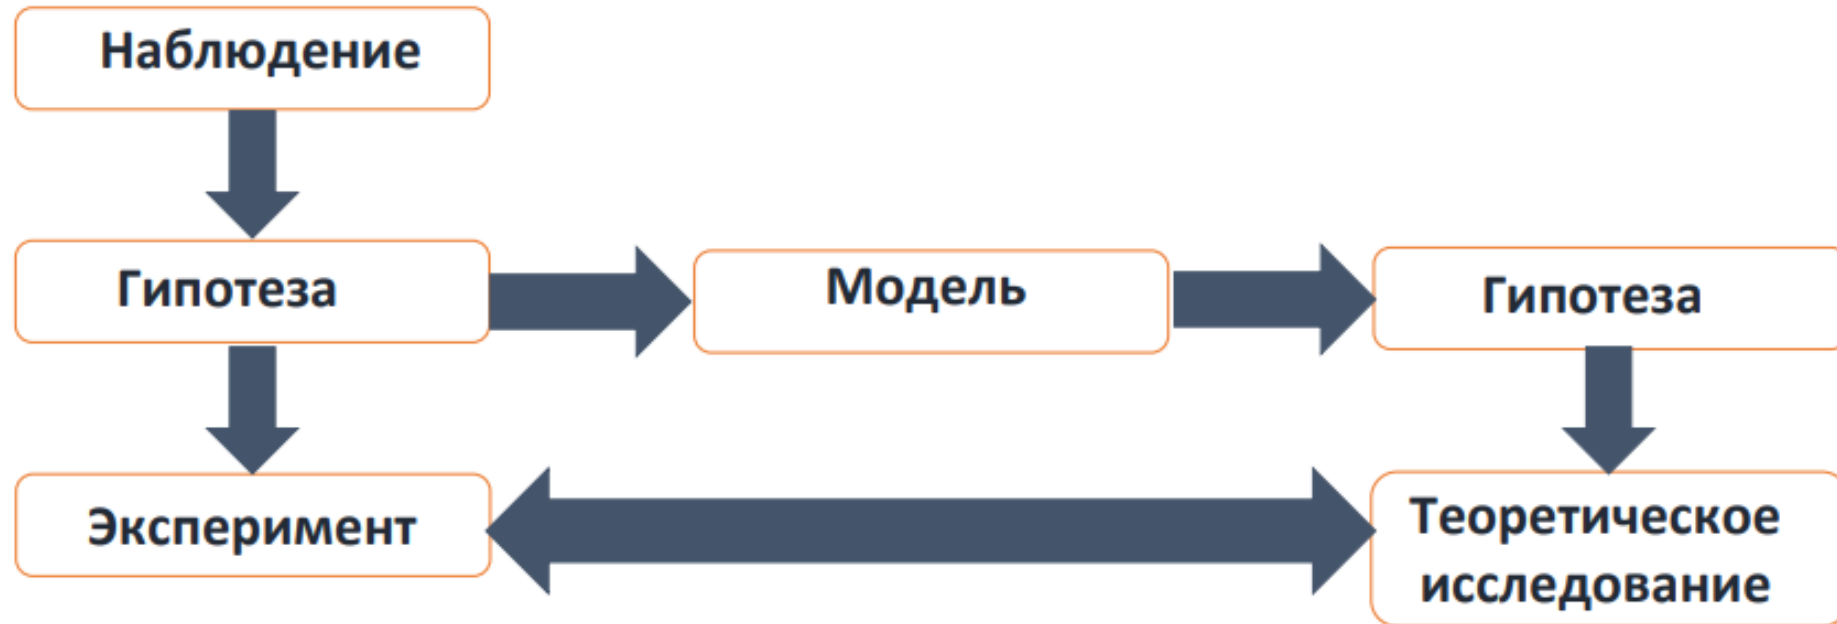 Наблюдение
Гипотеза
Модель
Гипотеза
Эксперимент
Теоретическое
исследование